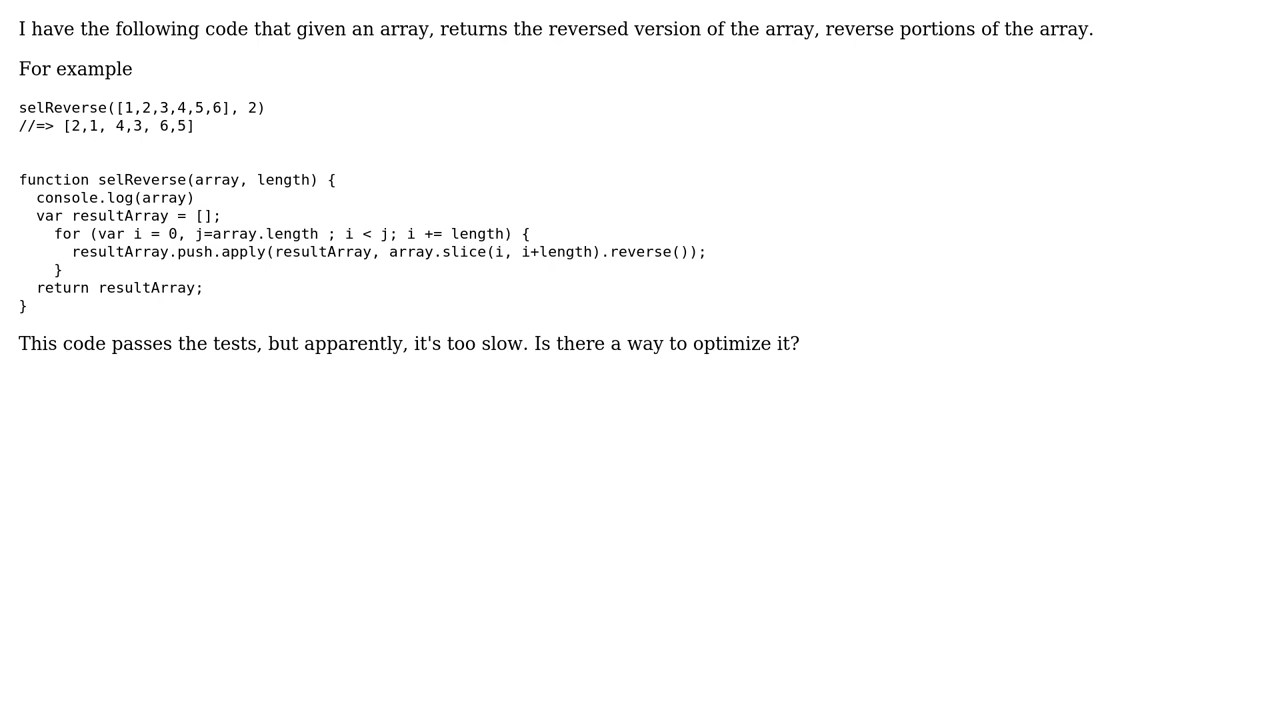 I have the following code that given an array, returns the reversed version of the array, reverse portions of the array.
For example
selReverse([1,2,3,4,5,6], 2)
//=> [2,1, 4,3, 6,5]
function selReverse(array, length) {
  console.log(array)
  var resultArray = [];
    for (var i = 0, j=array.length ; i < j; i += length) {
      resultArray.push.apply(resultArray, array.slice(i, i+length).reverse());
    }
  return resultArray;
}
This code passes the tests, but apparently, it's too slow. Is there a way to optimize it?